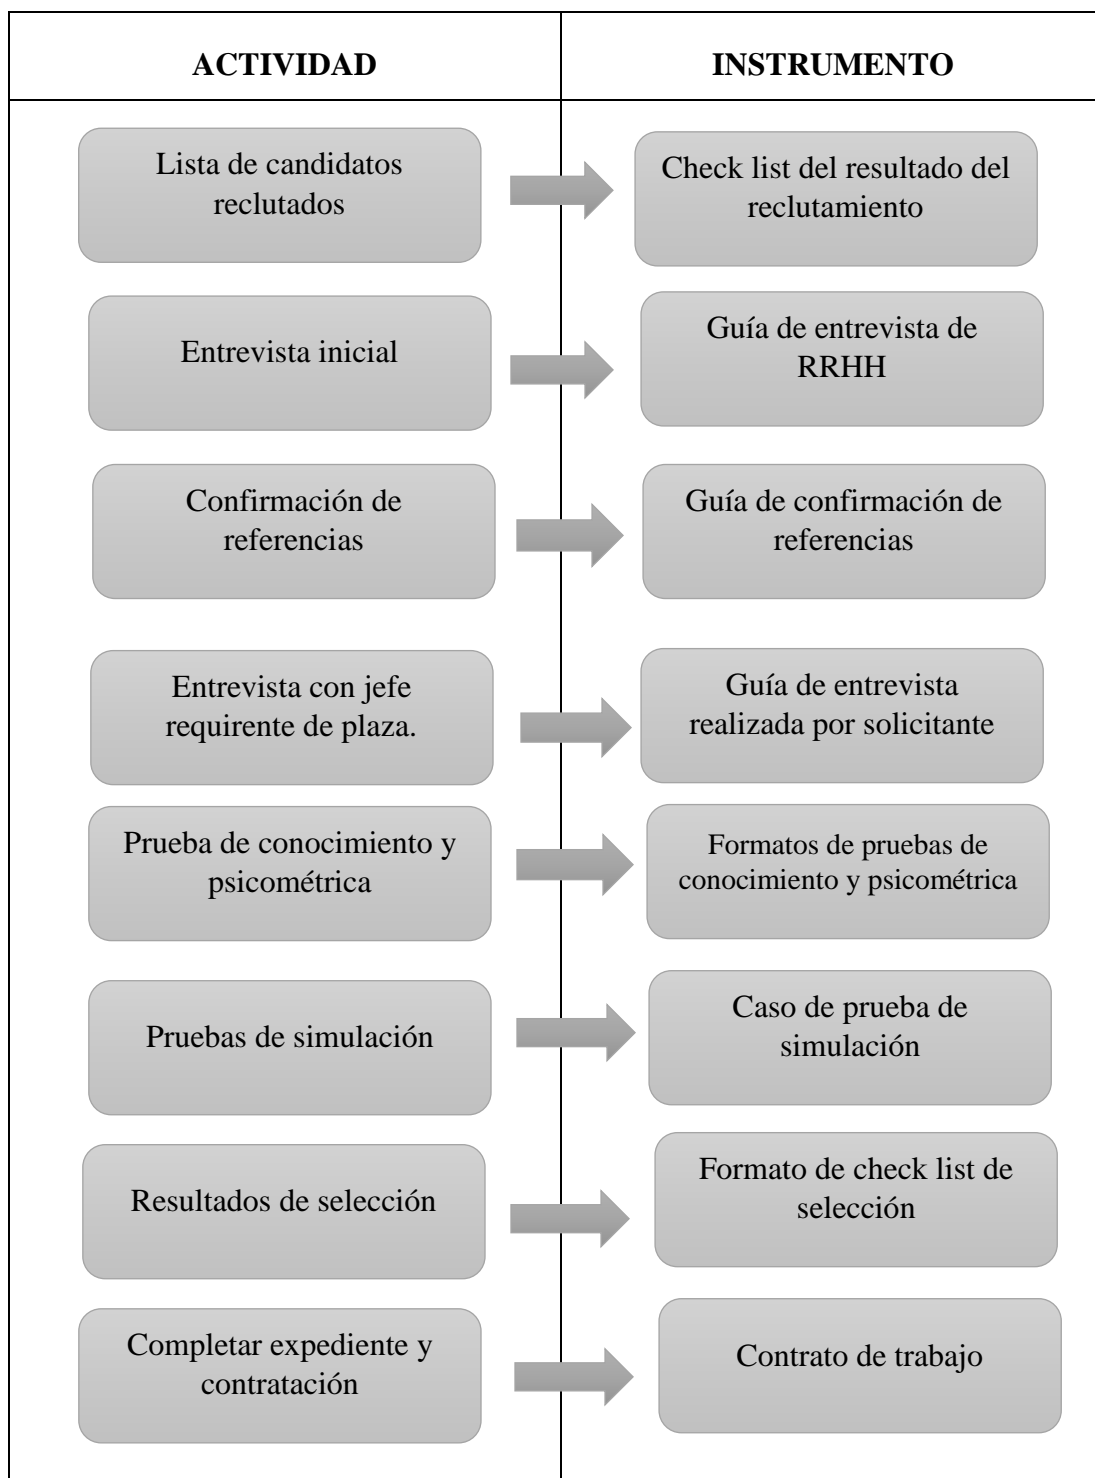 ACTIVIDAD
INSTRUMENTO
Lista de candidatos
reclutados
Check list del resultado del
reclutamiento
Entrevista inicial
Guía de entrevista de
RRHH
Confirmación de
referencias
Guía de confirmación de
referencias
Entrevista con jefe
requirente de plaza.
Guía de entrevista
realizada por solicitante
Prueba de conocimiento y
psicométrica
Formatos de pruebas de
conocimiento y psicométrica
Pruebas de simulación
Caso de prueba de
simulación
Resultados de selección
Formato de check list de
selección
Completar expediente y
contratación
Contrato de trabajo